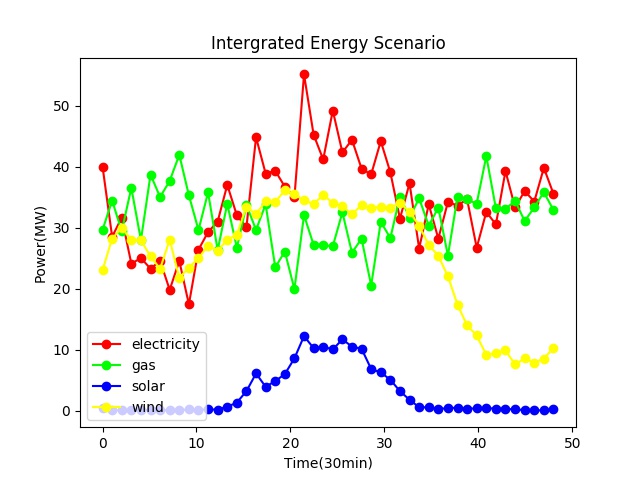 Intergrated Energy Scenario
Power(MW)
50
40
30
20
10
0
electricity
gas
solar
wind
0 10 20 30 40 50
Time(30min)